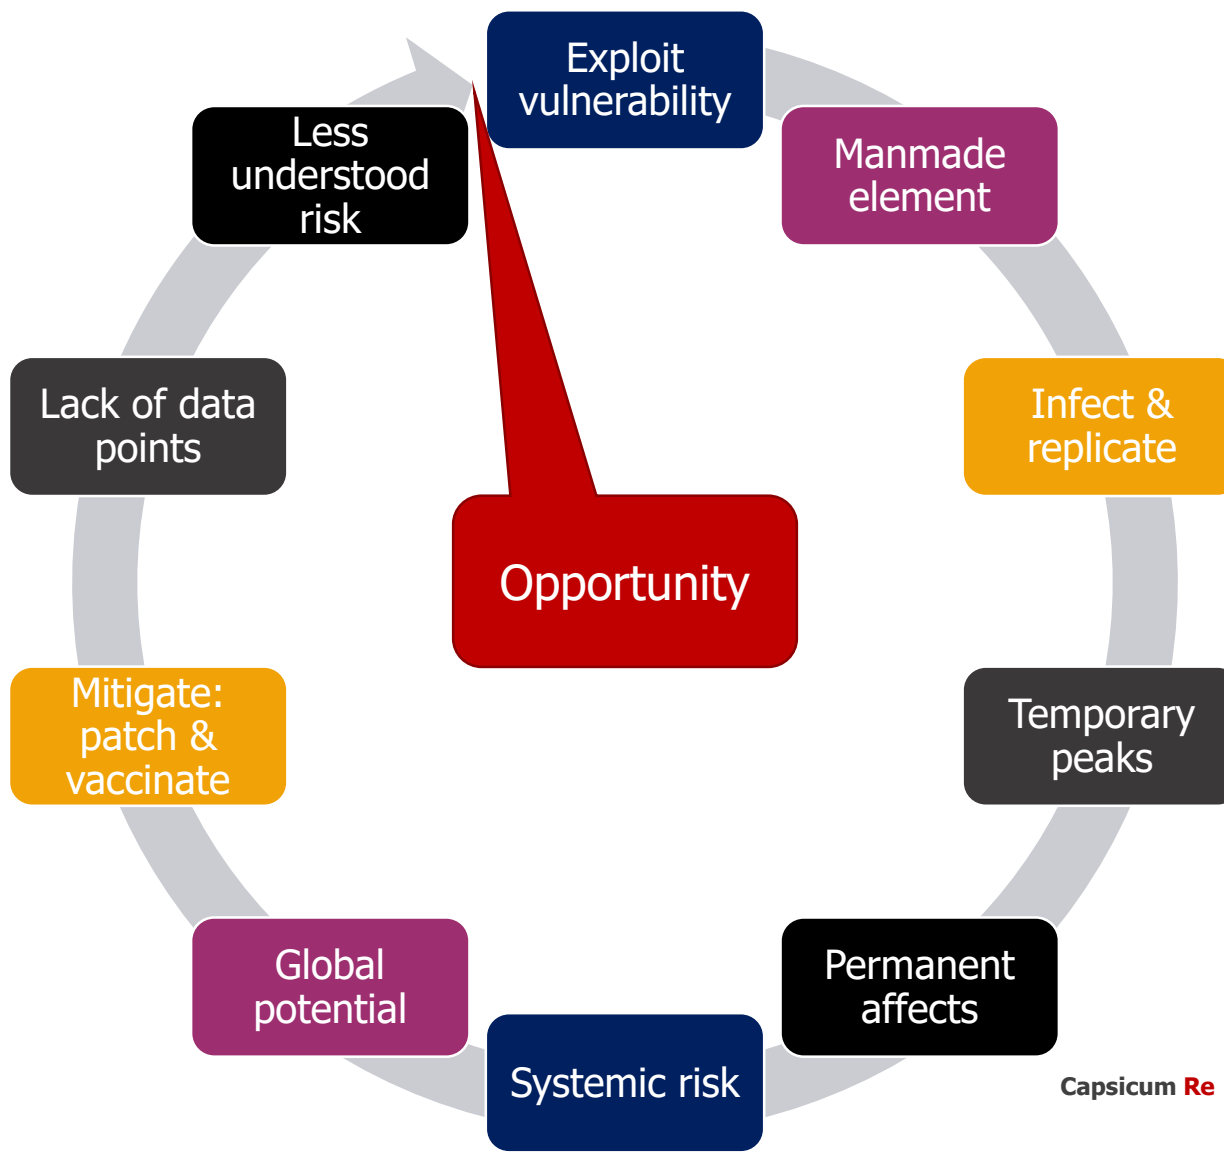 Exploit
vulnerability
Manmade
element
Infect &
replicate
Temporary
peaks
Permanent
affects
Systemic risk
Global
potential
Mitigate:
patch &
vaccinate
Lack of data
points
Less
understood
risk
Opportunity
Capsicum Re